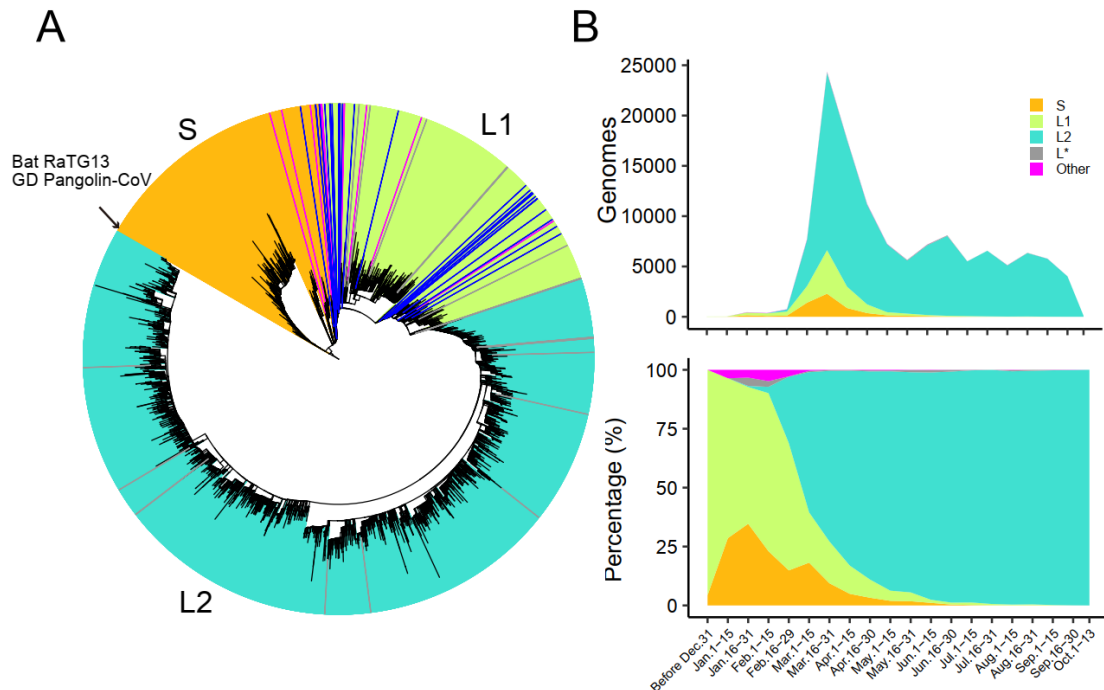 A
S
L1
Bat RaTG13
GD Pangolin-CoV
L2
B
Genomes
25000
20000
15000
10000
5000
0
S
L1
L2
L*
Other
Percentage (%)
100
75
50
25
0
Before Dec.31
Jan.1–15
Jan.16–31
Feb.1–15
Feb.16–29
Mar.1–15
Mar.16–31
Apr.1–15
Apr.16–30
May.1–15
May.16–31
Jun.1–15
Jun.16–30
Jul.1–15
Jul.16–31
Aug.1–15
Aug.16–31
Sep.1–15
Sep.16–30
Oct.1–13